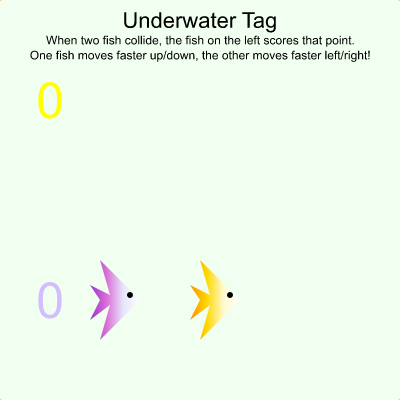 Underwater Tag
When two fish collide, the fish on the left scores that point.
One fish moves faster up/down, the other moves faster left/right!
0
0